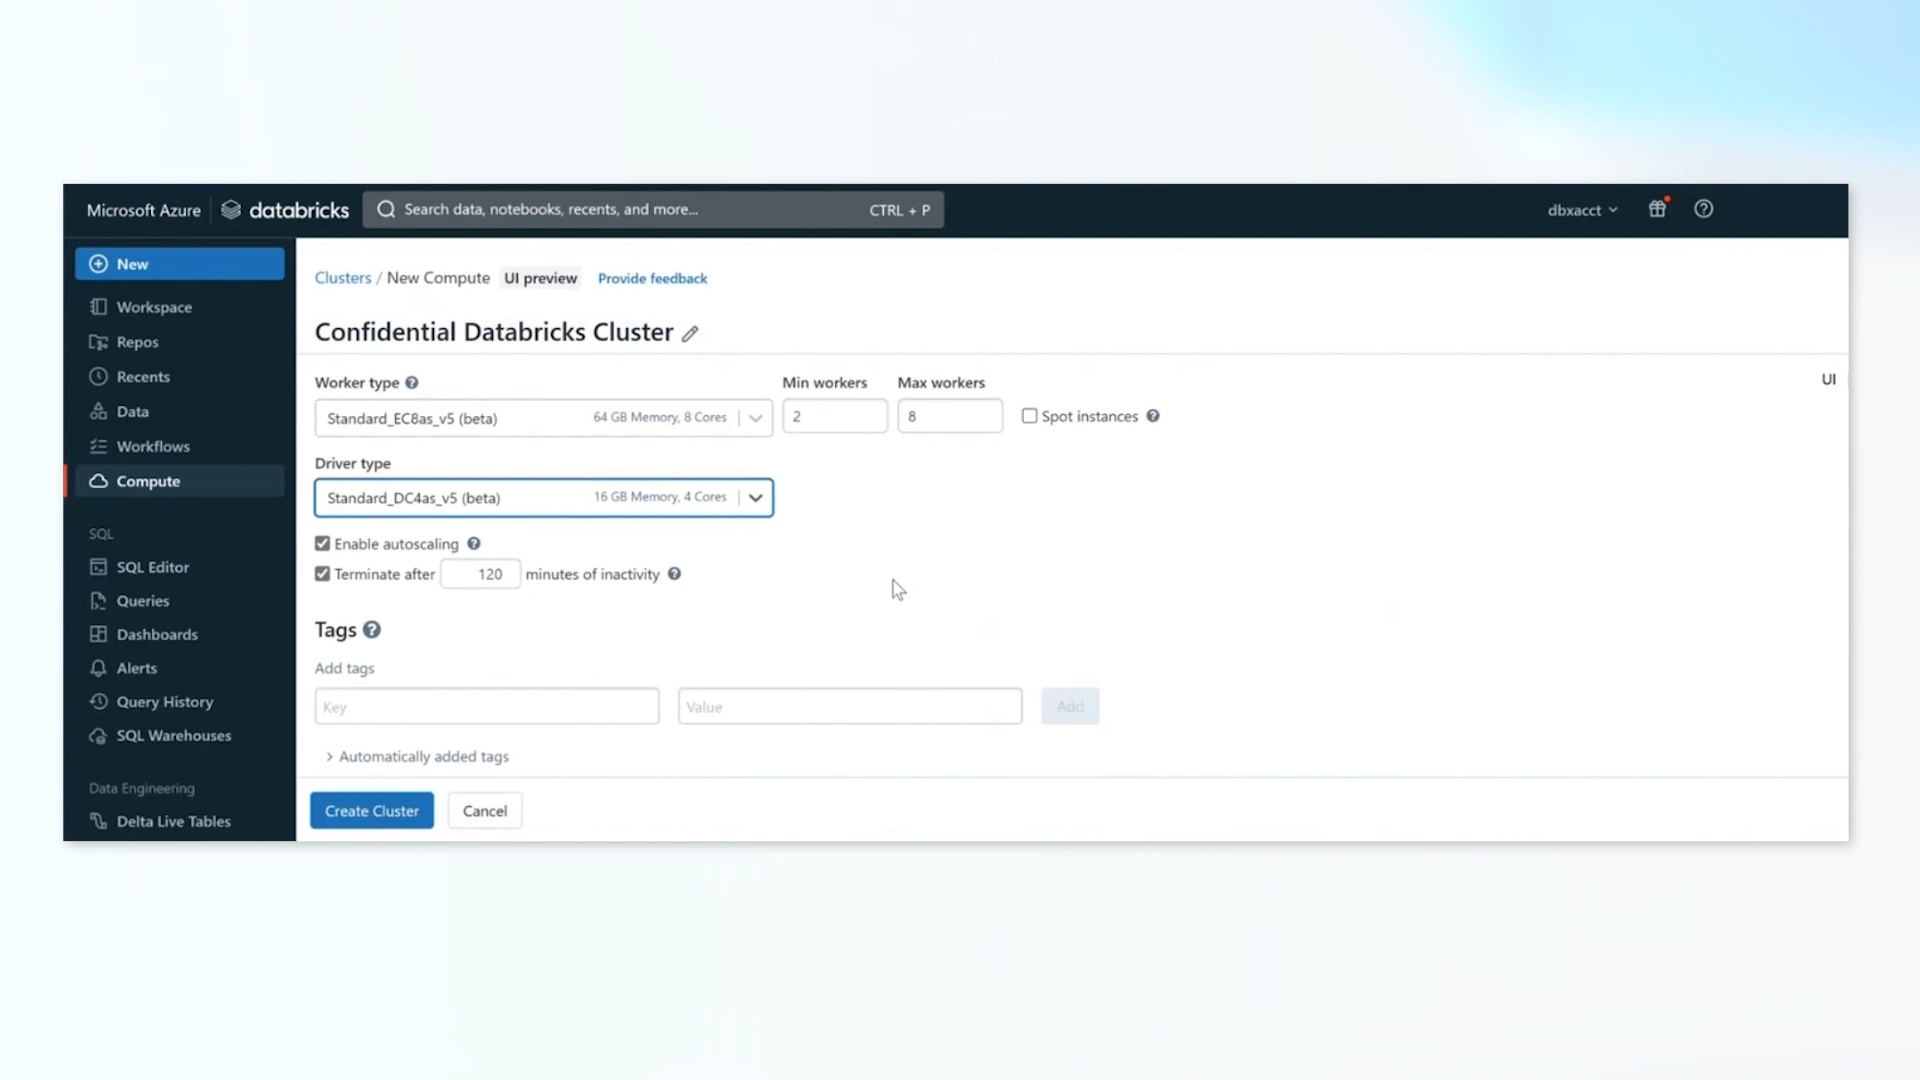 Microsoft Azure databricks Search data, notebooks, recents, and more... CTRL + P dbxacct
New
Workspace
Repos
Recents
Data
Workflows
Compute
SQL
SQL Editor
Queries
Dashboards
Alerts
Query History
SQL Warehouses
Data Engineering
Delta Live Tables
Clusters / New Compute UI preview Provide feedback
Confidential Databricks Cluster
UI
Worker type Min workers Max workers
Standard_EC8as_v5 (beta) 64 GB Memory, 8 Cores 2 8 Spot instances
Driver type
Standard_DC4as_v5 (beta) 16 GB Memory, 4 Cores
Enable autoscaling
Terminate after 120 minutes of inactivity
Tags
Add tags
Key Value Add
Automatically added tags
Create Cluster Cancel